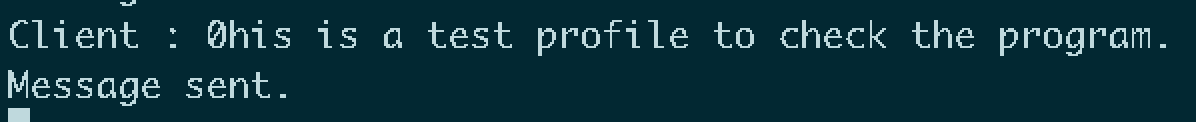 Client : 0his is a test profile to check the program.
Message sent.